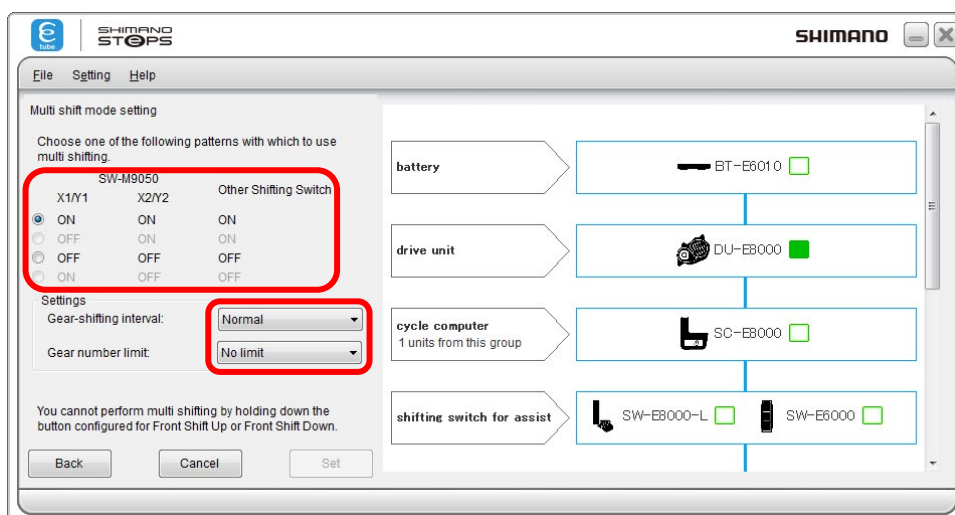 E
tube
SHIMANO
STEPS
SHIMANO
File Setting Help
Multi shift mode setting
Choose one of the following patterns with which to use
multi shifting.
SW-M9050
X1/Y1 X2/Y2 Other Shifting Switch
ON ON ON
OFF ON ON
OFF OFF OFF
ON OFF OFF
Settings
Gear-shifting interval: Normal
Gear number limit: No limit
You cannot perform multi shifting by holding down the
button configured for Front Shift Up or Front Shift Down.
Back Cancel Set
battery BT-E6010
drive unit DU-E8000
cycle computer
1 units from this group
SC-E8000
shifting switch for assist SW-E8000-L SW-E6000